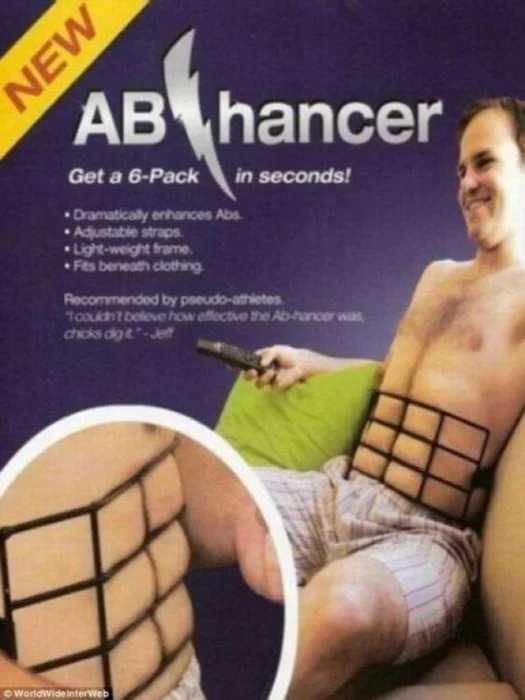 NEW
AB hancer
Get a 6-Pack in seconds!
• Dramatically enhances Abs.
• Adjustable straps.
• Light-weight frame.
• Fits beneath clothing.
Recommended by pseudo-athletes.
"I couldn't believe how effective the Ab-hancer was,
chicks dig it." - Jeff
© WorldWideInterWeb